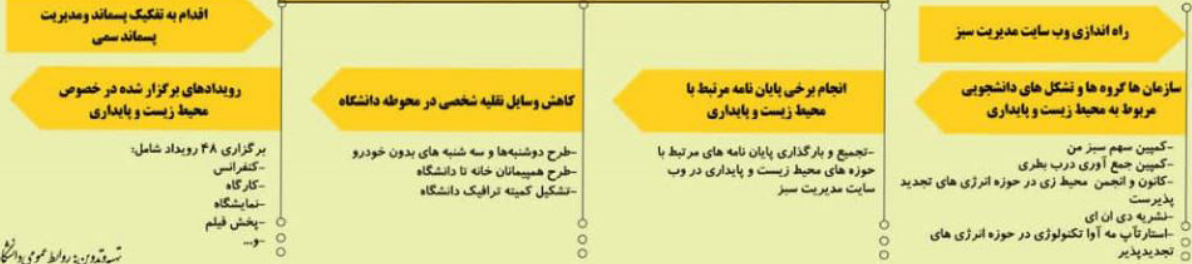 راه اندازی وب سایت مدیریت سبز
سازمان ها گروه ها و تشکل های دانشجویی
مربوط به محیط زیست و پایداری
-کمپین سهم سبز من
-کمپین جمع آوری درب بطری
-کانون و انجمن محیط زی در حوزه انرژی های تجدید
پذیرست
-نشریه دی ان ای
-استارتاپ مه آوا تکنولوژی در حوزه انرژی های
تجدیدپذیر
انجام برخی پایان نامه مرتبط با
محیط زیست و پایداری
-تجمیع و بارگذاری پایان نامه های مرتبط با
حوزه های محیط زیست و پایداری در وب
سایت مدیریت سبز
کاهش وسایل نقلیه شخصی در محوطه دانشگاه
-طرح دوشنبه‌ها و سه شنبه های بدون خودرو
-طرح همپیمانان خانه تا دانشگاه
-تشکیل کمیته ترافیک دانشگاه
اقدام به تفکیک پسماند ومدیریت
پسماند سمی
رویدادهای برگزار شده در خصوص
محیط زیست و پایداری
برگزاری ۴۸ رویداد شامل:
-کنفرانس
-کارگاه
-نمایشگاه
-پخش فیلم
-و...
تهیه وتدوین: روابط عمومی دانشگاه